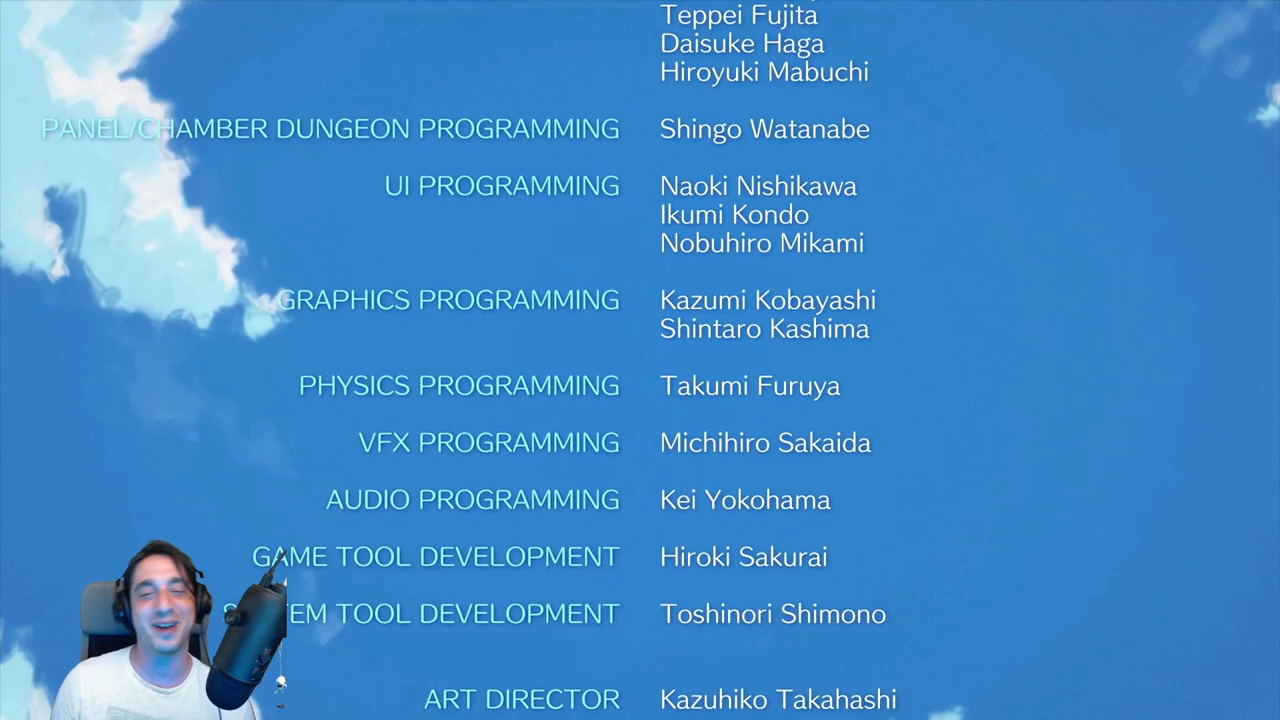 Teppei Fujita
Daisuke Haga
Hiroyuki Mabuchi
PANEL/CHAMBER DUNGEON PROGRAMMING Shingo Watanabe
UI PROGRAMMING Naoki Nishikawa
Ikumi Kondo
Nobuhiro Mikami
GRAPHICS PROGRAMMING Kazumi Kobayashi
Shintaro Kashima
PHYSICS PROGRAMMING Takumi Furuya
VFX PROGRAMMING Michihiro Sakaida
AUDIO PROGRAMMING Kei Yokohama
GAME TOOL DEVELOPMENT Hiroki Sakurai
TOOL DEVELOPMENT Toshinori Shimono
ART DIRECTOR Kazuhiko Takahashi